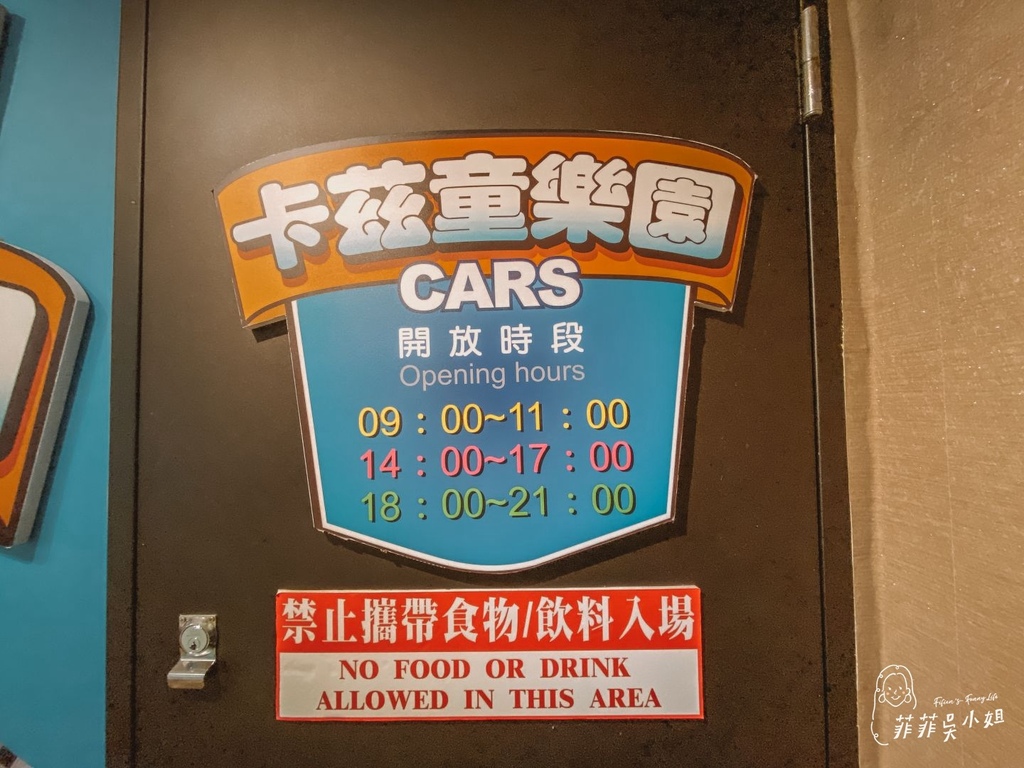 卡茲童樂園
CARS
開放時段
Opening hours
09：00~11：00
14：00~17：00
18：00~21：00
禁止攜帶食物/飲料入場
NO FOOD OR DRINK
ALLOWED IN THIS AREA
菲菲吳小姐